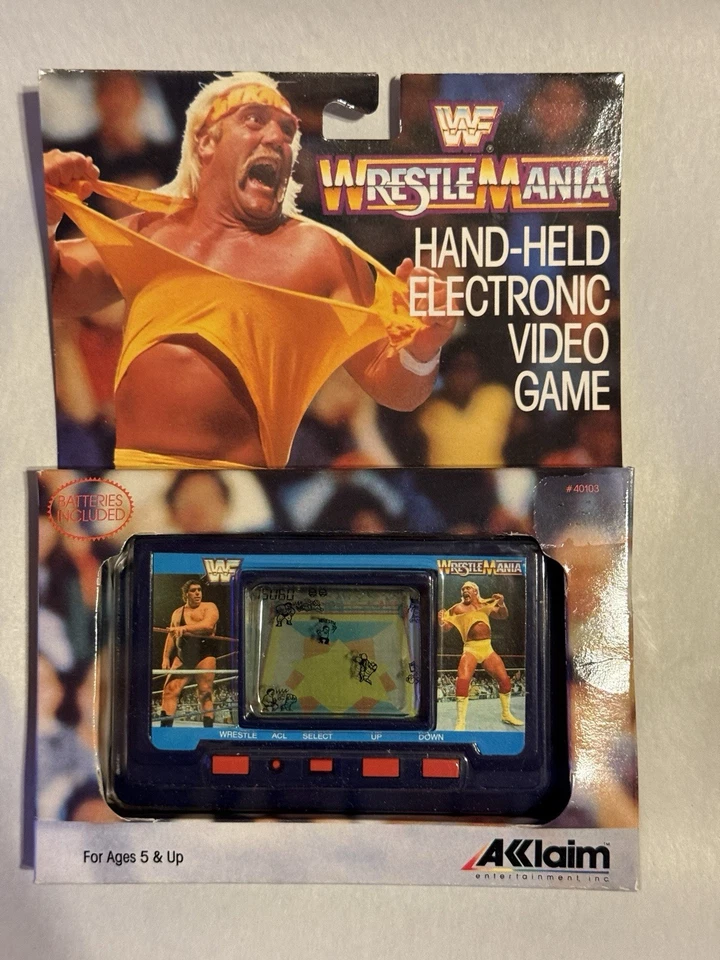 WF
WRESTLEMANIA
HAND-HELD
ELECTRONIC
VIDEO
GAME
BATTERIES
INCLUDED
#40103
WF
WRESTLEMANIA
WRESTLE ACL SELECT UP DOWN
For Ages 5 & Up
AKKlaim™
entertainment, inc.